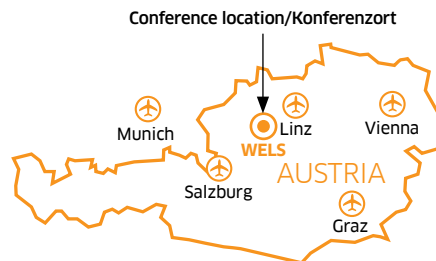 Conference location/Konferenzort
Munich
Linz
Vienna
WELS
Salzburg
AUSTRIA
Graz